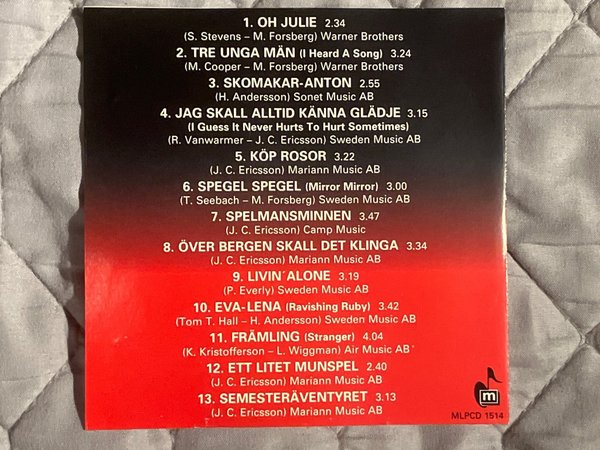 1. OH JULIE 2.34
(S. Stevens – M. Forsberg) Warner Brothers
2. TRE UNGA MÄN (I Heard A Song) 3.24
(M. Cooper – M. Forsberg) Warner Brothers
3. SKOMAKAR-ANTON 2.55
(H. Andersson) Sonet Music AB
4. JAG SKALL ALLTID KÄNNA GLÄDJE 3.15
(I Guess It Never Hurts To Hurt Sometimes)
(R. Vanwarmer – J. C. Ericsson) Sweden Music AB
5. KÖP ROSOR 3.22
(J. C. Ericsson) Mariann Music AB
6. SPEGEL SPEGEL (Mirror Mirror) 3.00
(T. Seebach – M. Forsberg) Sweden Music AB
7. SPELMANSMINNEN 3.47
(J. C. Ericsson) Camp Music
8. ÖVER BERGEN SKALL DET KLINGA 3.34
(J. C. Ericsson) Mariann Music AB
9. LIVIN´ALONE 3.19
(P. Everly) Sweden Music AB
10. EVA-LENA (Ravishing Ruby) 3.42
(Tom T. Hall – H. Andersson) Sweden Music AB
11. FRÄMLING (Stranger) 4.04
(K. Kristofferson – L. Wiggman) Air Music AB
12. ETT LITET MUNSPEL 2.40
(J. C. Ericsson) Mariann Music AB
13. SEMESTERÄVENTYRET 3.13
(J. C. Ericsson) Mariann Music AB
m
MLPCD 1514